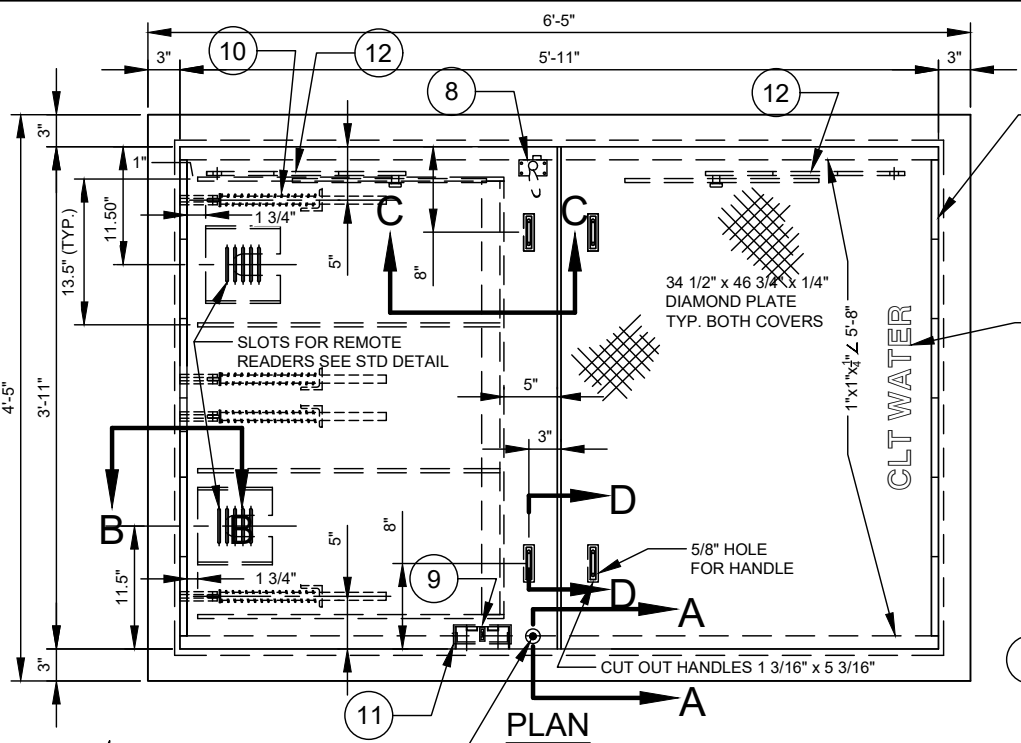 6'-5"
3"
5'-11"
3"
10
12
8
12
3"
1"
11.50"
13.5" (TYP.)
1 3/4"
5"
8"
C
C
34 1/2" x 46 3/4" x 1/4"
DIAMOND PLATE
TYP. BOTH COVERS
SLOTS FOR REMOTE
READERS SEE STD DETAIL
4'-5"
3'-11"
5"
3"
1"x1"x1/4" ∠ 5'-8"
CLT WATER
B
B
D
D
5/8" HOLE
FOR HANDLE
11.5"
1 3/4"
5"
8"
9
A
A
3"
CUT OUT HANDLES 1 3/16" x 5 3/16"
11
PLAN